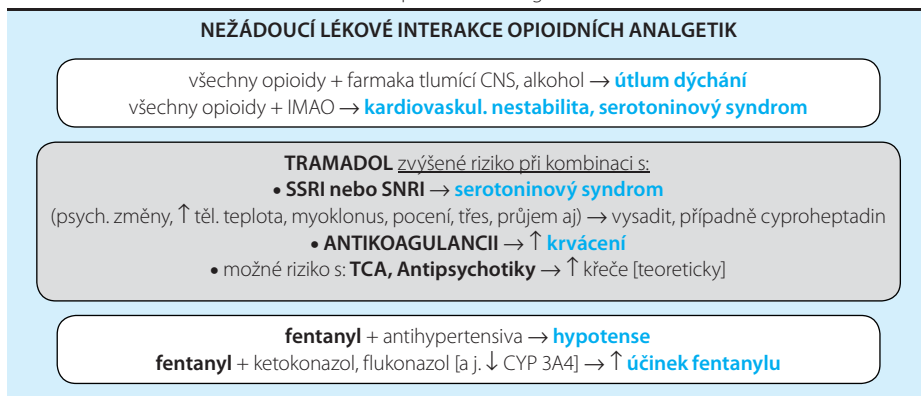 NEŽÁDOUCÍ LÉKOVÉ INTERAKCE OPIOIDNÍCH ANALGETIK
všechny opioidy + farmaka tlumící CNS, alkohol → útlum dýchání
všechny opioidy + IMAO → kardiovaskul. nestabilita, serotoninový syndrom
TRAMADOL zvýšené riziko při kombinaci s:
• SSRI nebo SNRI → serotoninový syndrom
(psych. změny, ↑ těl. teplota, myoklonus, pocení, třes, průjem aj) → vysadit, případně cyproheptadin
• ANTIKOAGULANCII → ↑ krvácení
• možné riziko s: TCA, Antipsychotiky → ↑ křeče [teoreticky]
fentanyl + antihypertensiva → hypotense
fentanyl + ketokonazol, flukonazol [a j. ↓ CYP 3A4] → ↑ účinek fentanylu